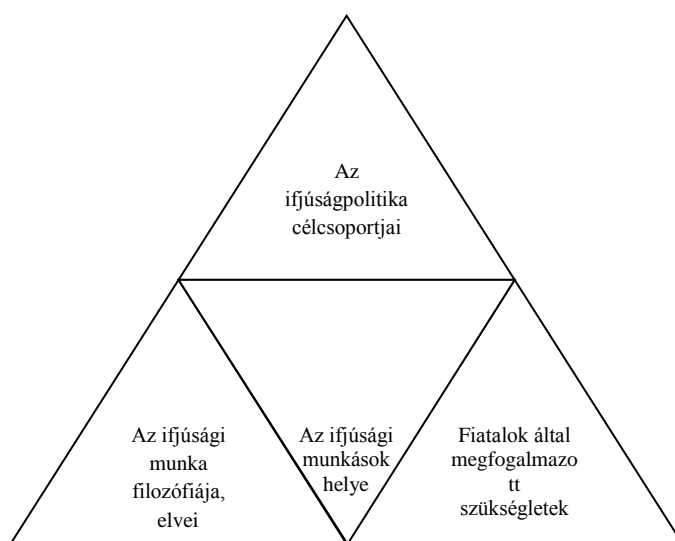 Az
ifjúságpolitika
célcsoportjai
Az ifjúsági
munka
filozófiája,
elvei
Az ifjúsági
munkások
helye
Fiatalok által
megfogalmazo
tt
szükségletek